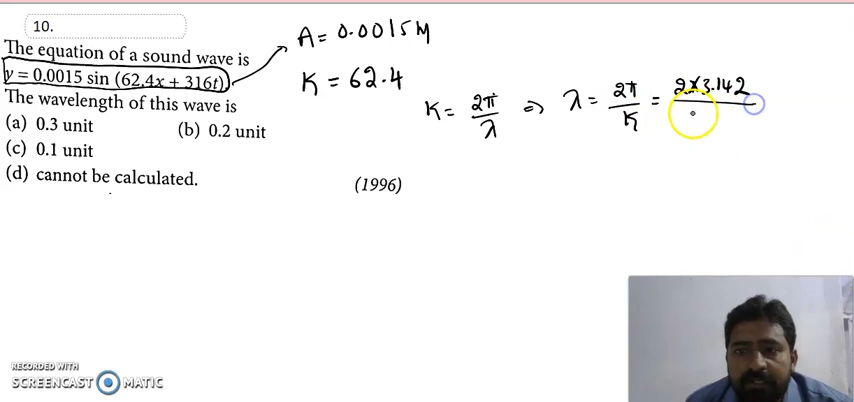 10.
The equation of a sound wave is
y = 0.0015 sin (62.4x + 316t).
The wavelength of this wave is
(a) 0.3 unit (b) 0.2 unit
(c) 0.1 unit
(d) cannot be calculated.
(1996)
A = 0.0015 M
K = 62.4
K = 2π/λ ⇒ λ = 2π/K = 2×3.142
RECORDED WITH
SCREENCAST MATIC